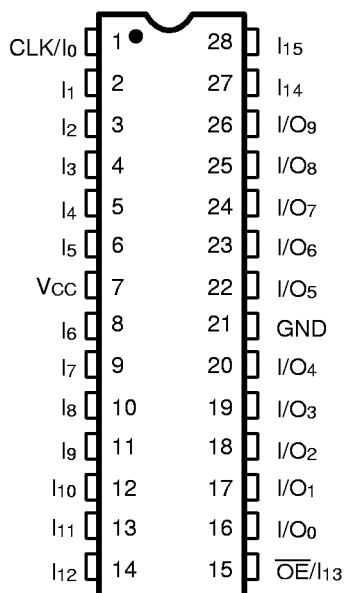 CLK/I0 1 28 I15
I1 2 27 I14
I2 3 26 I/O9
I3 4 25 I/O8
I4 5 24 I/O7
I5 6 23 I/O6
VCC 7 22 I/O5
I6 8 21 GND
I7 9 20 I/O4
I8 10 19 I/O3
I9 11 18 I/O2
I10 12 17 I/O1
I11 13 16 I/O0
I12 14 15 O̅E̅/I13